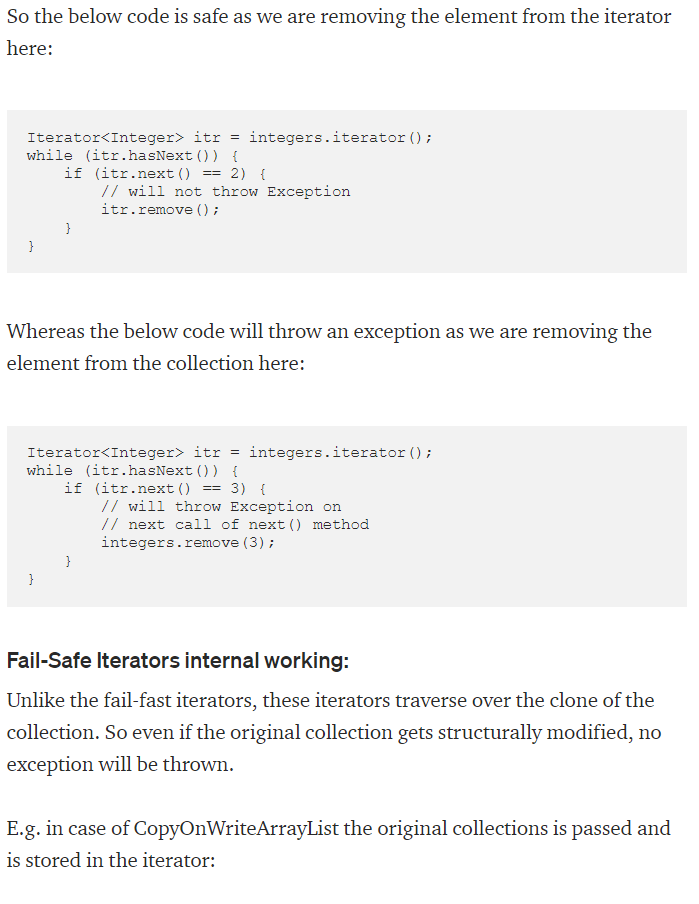 So the below code is safe as we are removing the element from the iterator
here:
Iterator<Integer> itr = integers.iterator();
while (itr.hasNext()) {
    if (itr.next() == 2) {
        // will not throw Exception
        itr.remove();
    }
}
Whereas the below code will throw an exception as we are removing the
element from the collection here:
Iterator<Integer> itr = integers.iterator();
while (itr.hasNext()) {
    if (itr.next() == 3) {
        // will throw Exception on
        // next call of next() method
        integers.remove(3);
    }
}
Fail-Safe Iterators internal working:
Unlike the fail-fast iterators, these iterators traverse over the clone of the
collection. So even if the original collection gets structurally modified, no
exception will be thrown.
E.g. in case of CopyOnWriteArrayList the original collections is passed and
is stored in the iterator: